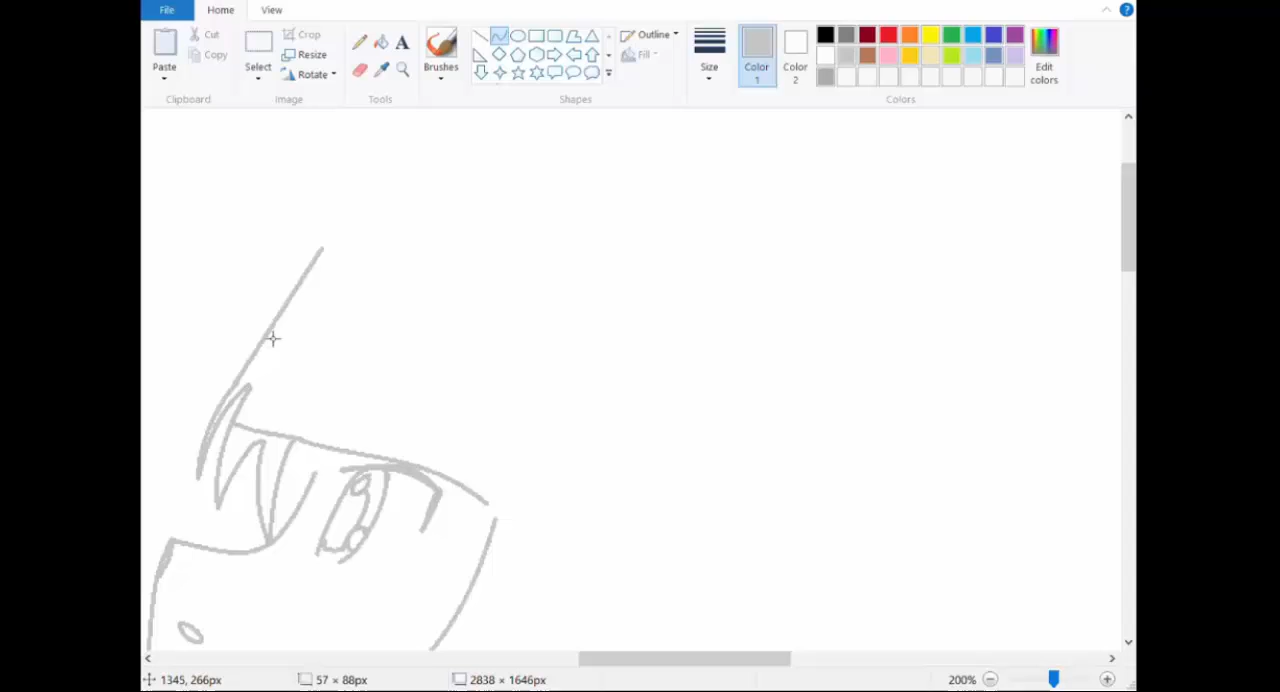 File Home View
Paste Cut Copy Clipboard
Select Crop Resize Rotate Image
A Tools
Brushes
Shapes
Outline Fill
Size
Color 1
Color 2
Colors
Edit colors
1345, 266px 57 × 88px 2838 × 1646px 200%